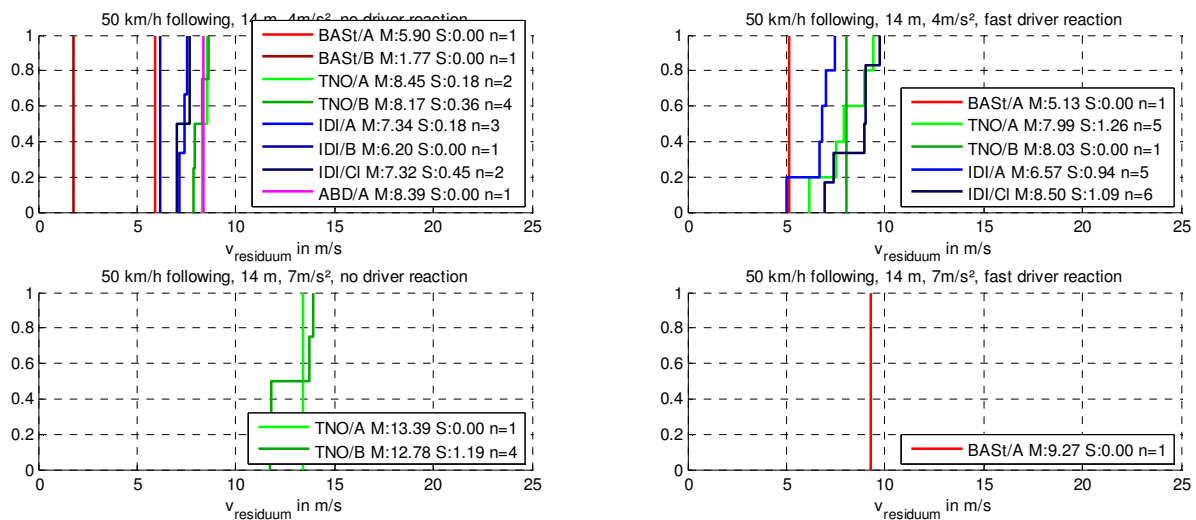 50 km/h following, 14 m, 4m/s², no driver reaction
1
0.8
0.6
0.4
0.2
0
BASt/A M:5.90 S:0.00 n=1
BASt/B M:1.77 S:0.00 n=1
TNO/A M:8.45 S:0.18 n=2
TNO/B M:8.17 S:0.36 n=4
IDI/A M:7.34 S:0.18 n=3
IDI/B M:6.20 S:0.00 n=1
IDI/CI M:7.32 S:0.45 n=2
ABD/A M:8.39 S:0.00 n=1
0 5 10 15 20 25
v_residuum in m/s
50 km/h following, 14 m, 4m/s², fast driver reaction
1
0.8
0.6
0.4
0.2
0
BASt/A M:5.13 S:0.00 n=1
TNO/A M:7.99 S:1.26 n=5
TNO/B M:8.03 S:0.00 n=1
IDI/A M:6.57 S:0.94 n=5
IDI/CI M:8.50 S:1.09 n=6
0 5 10 15 20 25
v_residuum in m/s
50 km/h following, 14 m, 7m/s², no driver reaction
1
0.8
0.6
0.4
0.2
0
TNO/A M:13.39 S:0.00 n=1
TNO/B M:12.78 S:1.19 n=4
0 5 10 15 20 25
v_residuum in m/s
50 km/h following, 14 m, 7m/s², fast driver reaction
1
0.8
0.6
0.4
0.2
0
BASt/A M:9.27 S:0.00 n=1
0 5 10 15 20 25
v_residuum in m/s